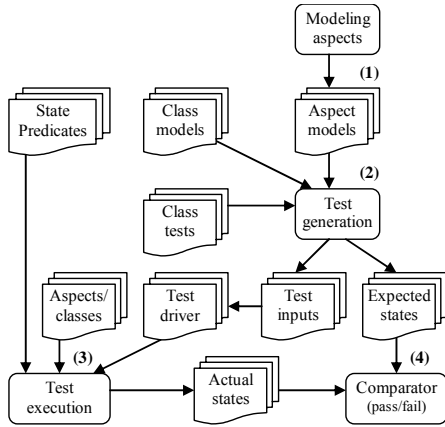 Modeling
aspects
(1)
State
Predicates
Class
models
Aspect
models
(2)
Class
tests
Test
generation
Aspects/
classes
Test
driver
Test
inputs
Expected
states
(3)
(4)
Test
execution
Actual
states
Comparator
(pass/fail)